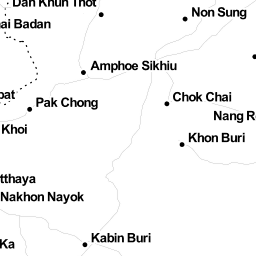 Dan Khun Thot
Non Sung
ai Badan
Amphoe Sikhiu
pat
Pak Chong
Chok Chai
Nang R
Khoi
Khon Buri
tthaya
Nakhon Nayok
Kabin Buri
Ka